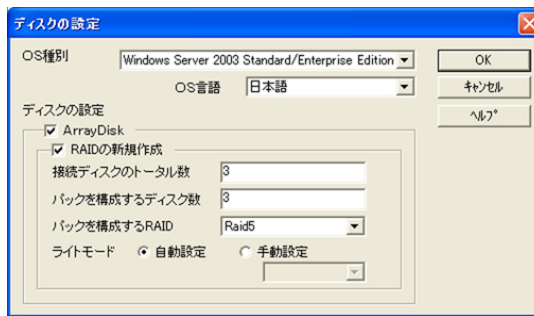 ディスクの設定
OS種別 Windows Server 2003 Standard/Enterprise Edition OK
OS言語 日本語 キャンセル
ディスクの設定 ヘルプ
ArrayDisk
RAIDの新規作成
接続ディスクのトータル数 3
パックを構成するディスク数 3
パックを構成するRAID Raid5
ライトモード 自動設定 手動設定